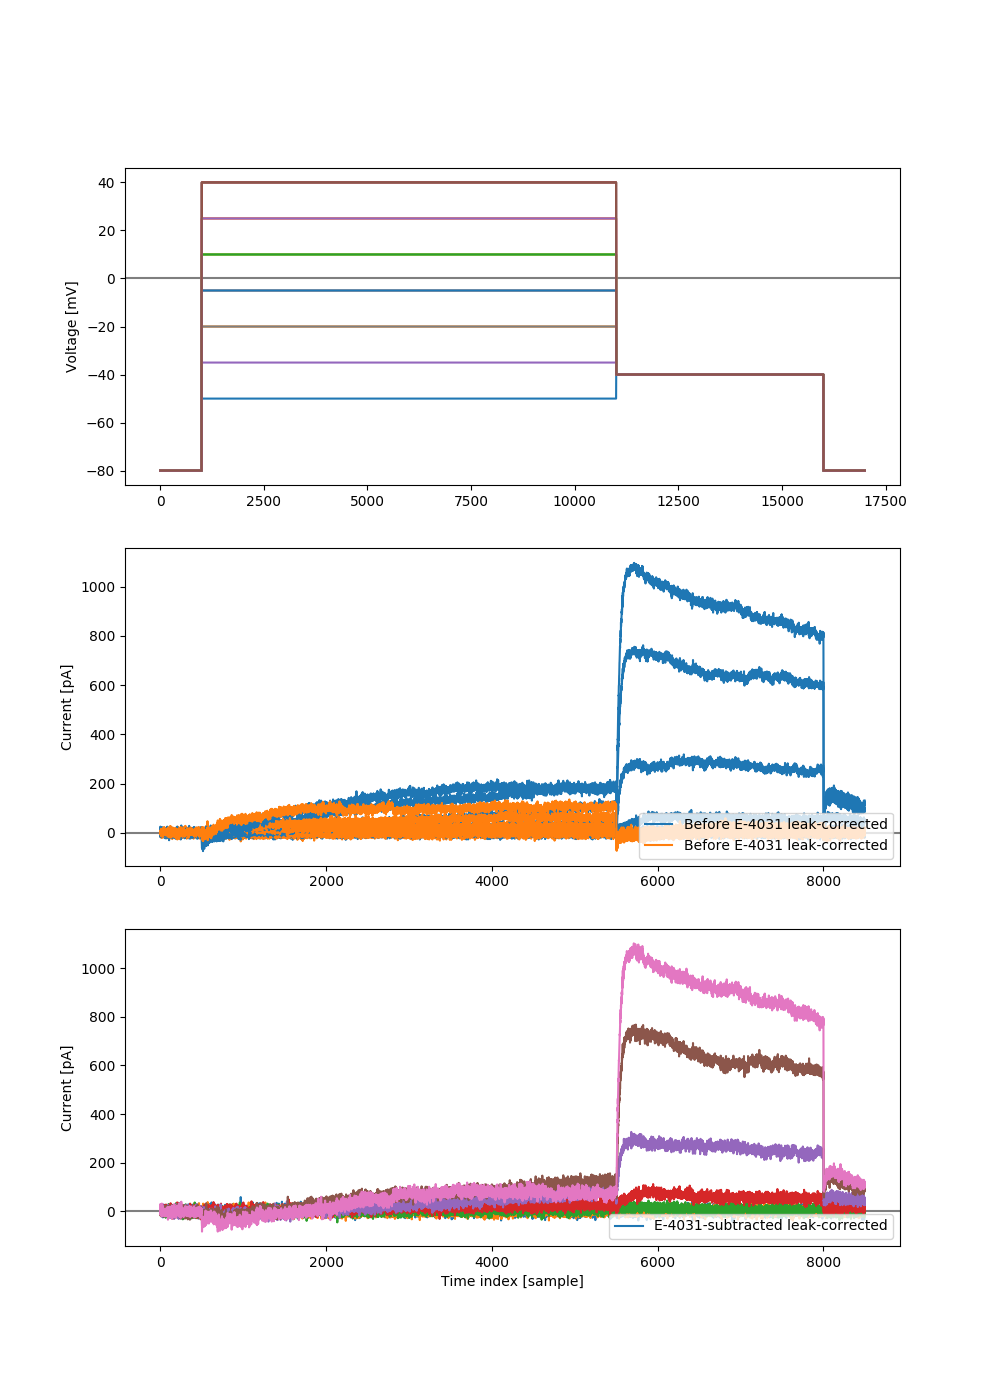 40
20
0
−20
−40
−60
−80
Voltage [mV]
0 2500 5000 7500 10000 12500 15000 17500
1000
800
600
400
200
0
Current [pA]
Before E-4031 leak-corrected
Before E-4031 leak-corrected
0 2000 4000 6000 8000
1000
800
600
400
200
0
Current [pA]
E-4031-subtracted leak-corrected
0 2000 4000 6000 8000
Time index [sample]